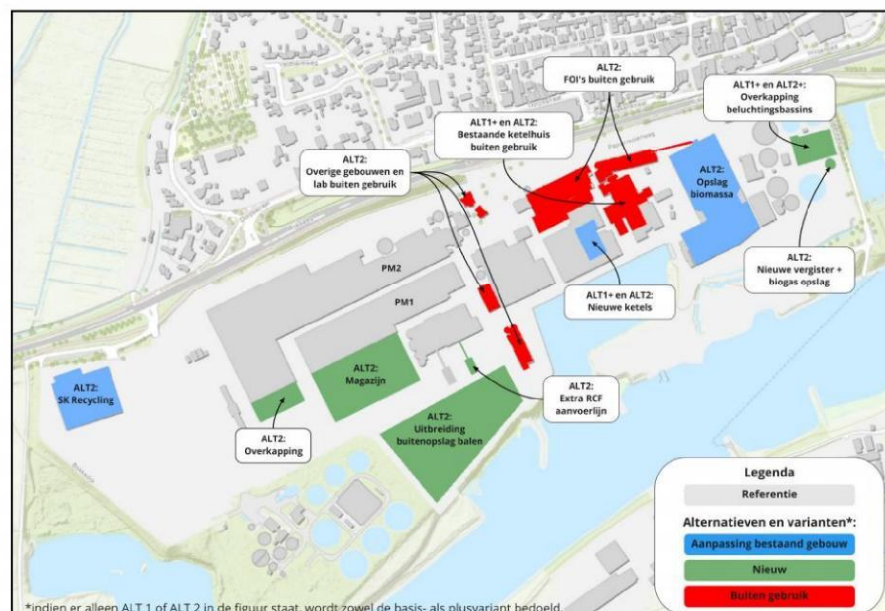 ALT2:
FOI's buiten gebruik
ALT1+ en ALT2+:
Overkapping
beluchtingsbassins
ALT1+ en ALT2:
Bestaande ketelhuis
buiten gebruik
ALT2:
Overige gebouwen en
lab buiten gebruik
ALT2:
Opslag
biomassa
PM2
PM1
ALT1+ en ALT2:
Nieuwe ketels
ALT2:
Nieuwe vergister +
biogas opslag
ALT2:
SK Recycling
ALT2:
Magazijn
ALT2:
Extra RCF
aanvoerlijn
ALT2:
Overkapping
ALT2:
Uitbreiding
buitenopslag balen
Legenda
Referentie
Alternatieven en varianten*:
Aanpassing bestaand gebouw
Nieuw
Buiten gebruik
*indien er alleen ALT 1 of ALT 2 in de figuur staat, wordt zowel de basis- als plusvariant bedoeld